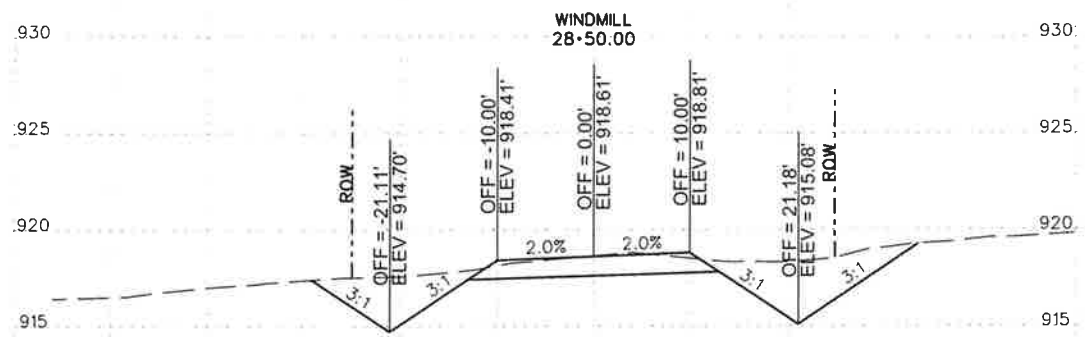 WINDMILL
28+50.00
930
930
925
925
920
920
915
915
ROW
OFF = -21.11'
ELEV = 914.70'
OFF = -10.00'
ELEV = 918.41'
OFF = 0.00'
ELEV = 918.61'
OFF = 10.00'
ELEV = 918.81'
OFF = 21.18'
ELEV = 915.08'
ROW
2.0%
2.0%
3:1
3:1
3:1
3:1